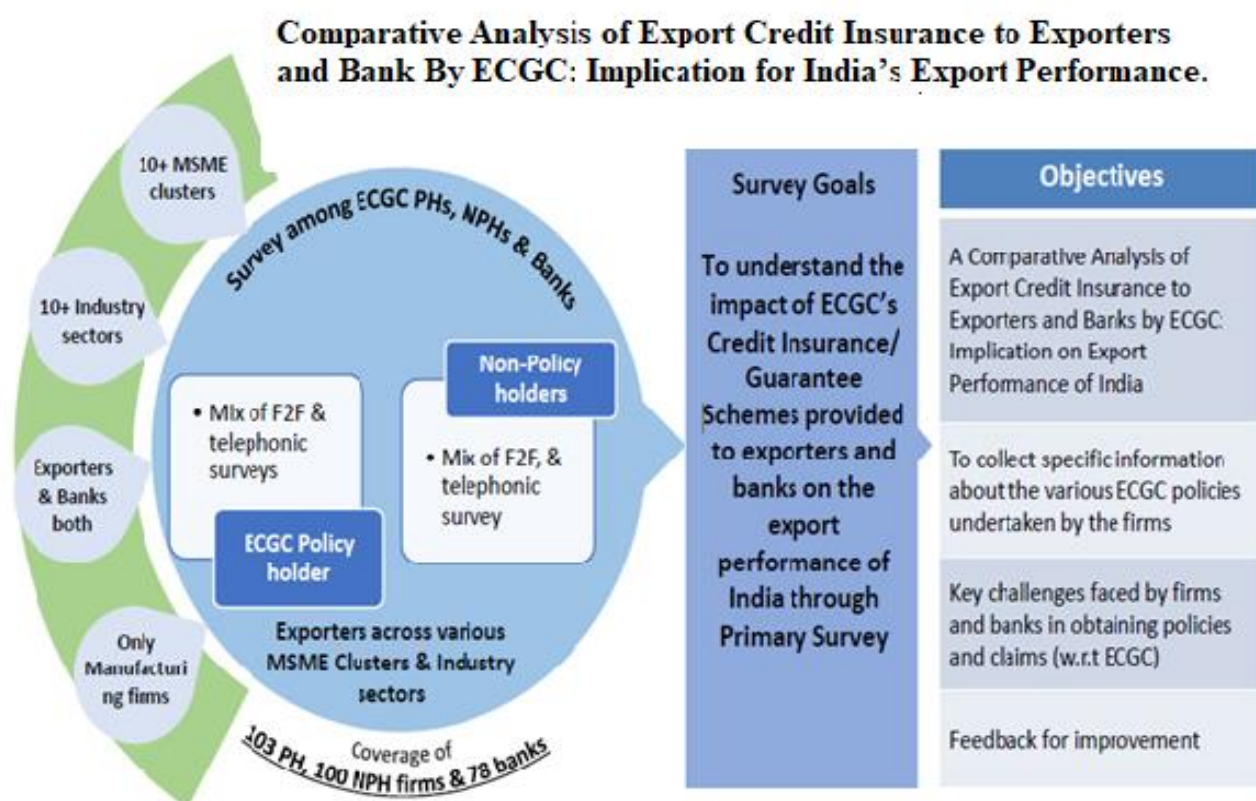 Comparative Analysis of Export Credit Insurance to Exporters
and Bank By ECGC: Implication for India's Export Performance.
10+ MSME
clusters
10+ Industry
sectors
Exporters
& Banks
both
Only
Manufacturi
ng firms
Survey among ECGC PHs, NPHs & Banks
• Mix of F2F &
telephonic
surveys
ECGC Policy
holder
Non-Policy
holders
• Mix of F2F, &
telephonic
survey
Exporters across various
MSME Clusters & Industry
sectors
Coverage of
103 PH, 100 NPH firms & 78 banks
Survey Goals
To understand the
impact of ECGC's
Credit Insurance/
Guarantee
Schemes provided
to exporters and
banks on the
export
performance of
India through
Primary Survey
Objectives
A Comparative Analysis of
Export Credit Insurance to
Exporters and Banks by ECGC:
Implication on Export
Performance of India
To collect specific information
about the various ECGC policies
undertaken by the firms
Key challenges faced by firms
and banks in obtaining policies
and claims (w.r.t ECGC)
Feedback for improvement